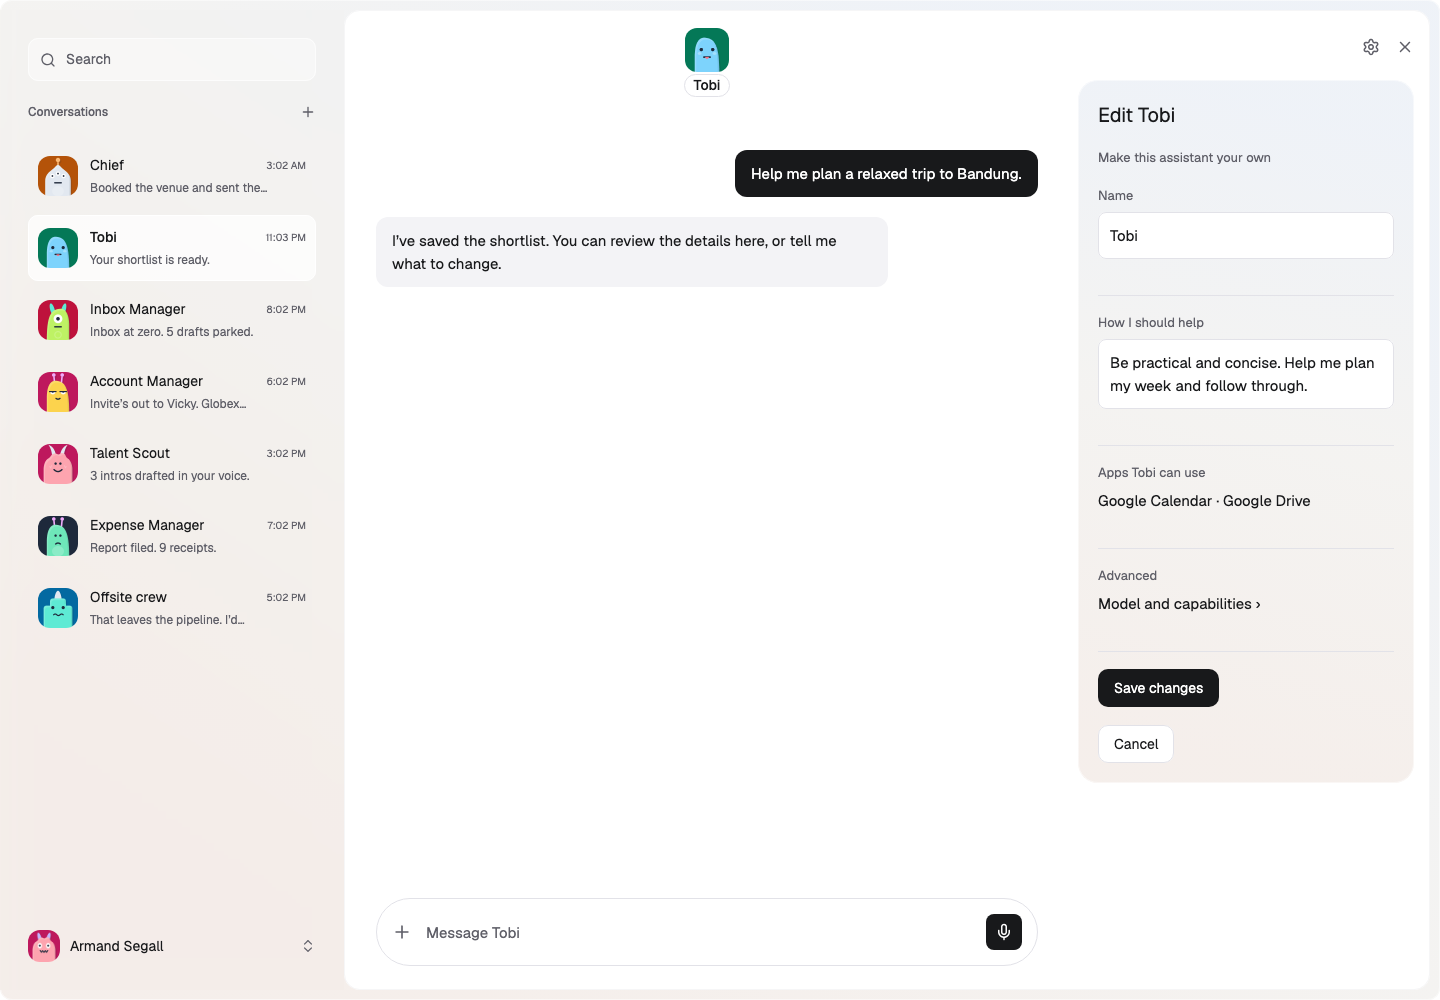 Search
Conversations
Chief
3:02 AM
Booked the venue and sent the…
Tobi
11:03 PM
Your shortlist is ready.
Inbox Manager
8:02 PM
Inbox at zero. 5 drafts parked.
Account Manager
6:02 PM
Invite's out to Vicky. Globex…
Talent Scout
3:02 PM
3 intros drafted in your voice.
Expense Manager
7:02 PM
Report filed. 9 receipts.
Offsite crew
5:02 PM
That leaves the pipeline. I'd…
Armand Segall
Tobi
Help me plan a relaxed trip to Bandung.
I've saved the shortlist. You can review the details here, or tell me
what to change.
Message Tobi
Edit Tobi
Make this assistant your own
Name
Tobi
How I should help
Be practical and concise. Help me plan
my week and follow through.
Apps Tobi can use
Google Calendar · Google Drive
Advanced
Model and capabilities ›
Save changes
Cancel